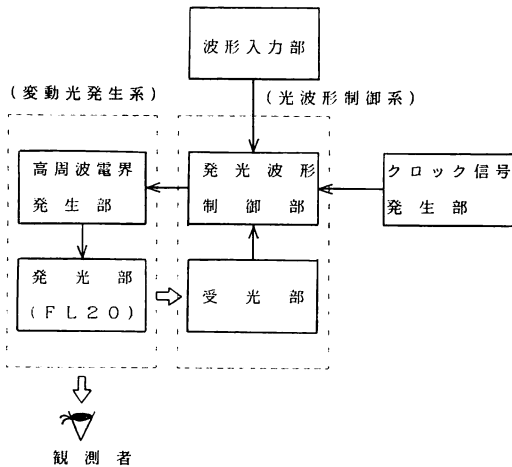 波形入力部
(変動光発生系)
(光波形制御系)
高周波電界
発生部
発光波形
制御部
クロック信号
発生部
発光部
(FL20)
受光部
観測者